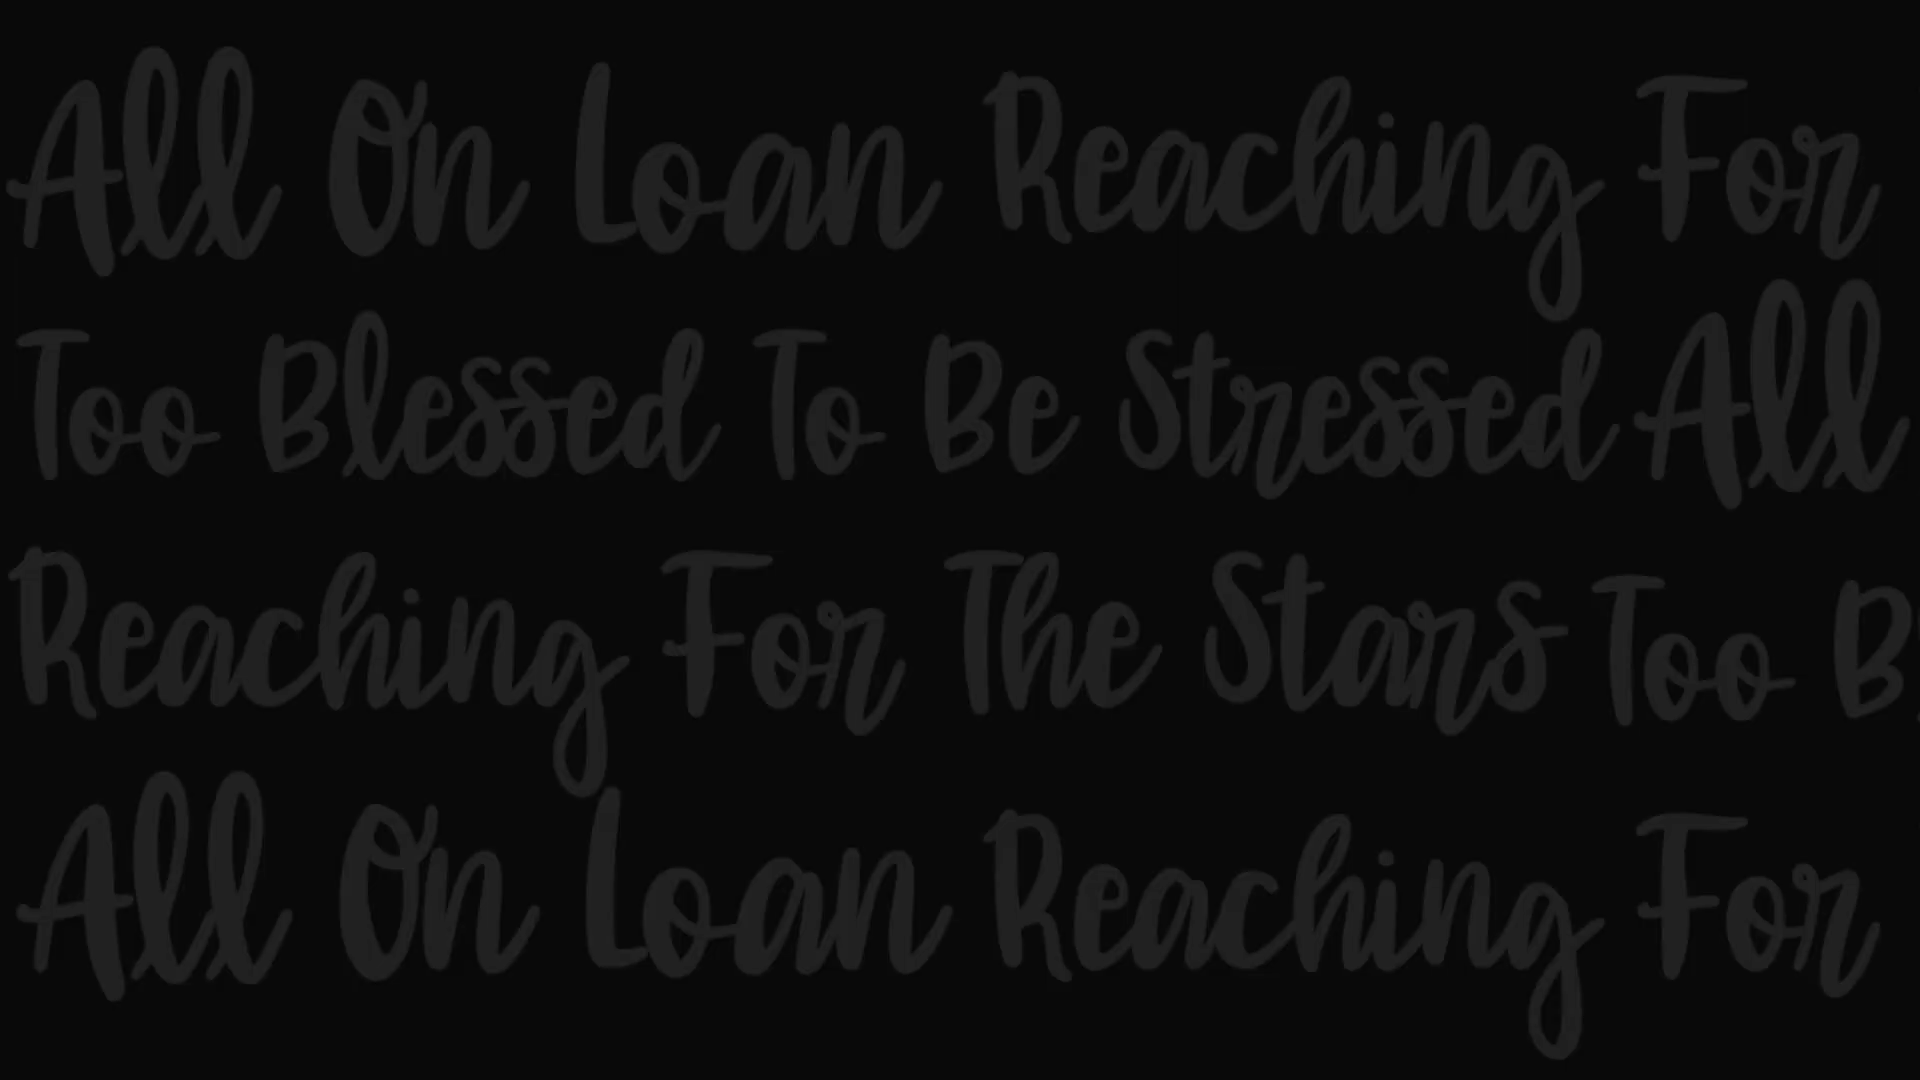 All On Loan Reaching For
Too Blessed To Be Stressed All
Reaching For The Stars Too B
All On Loan Reaching For